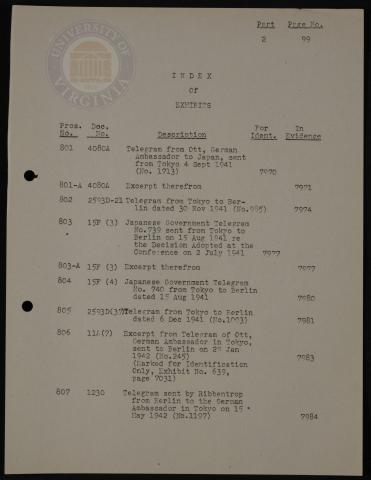 UNIVERSITY OF VIRGINIA
Part Page No.
2 99
I N D E X
OF
EXHIBITS
Pros. Doc. For In
No. No. Description Ident. Evidence
801 4080A Telegram from Ott, German
Ambassador to Japan, sent
from Tokyo 4 Sept 1941
(No. 1713) 7970
801-A 4080A Excerpt therefrom 7971
802 2593D-21 Telegram from Tokyo to Ber-
lin dated 30 Nov 1941 (No.985) 7974
803 15F (3) Japanese Government Telegram
No.739 sent from Tokyo to
Berlin on 15 Aug 1941 re
the Decision Adopted at the
Conference on 2 July 1941 7977
803-A 15F (3) Excerpt therefrom 7977
804 15F (4) Japanese Government Telegram
No. 740 from Tokyo to Berlin
dated 15 Aug 1941 7980
805 Telegram from Tokyo to Berlin
dated 6 Dec 1941 (No.1003) 7981
806 Excerpt from Telegram of Ott,
German Ambassador in Tokyo,
sent to Berlin on Jan
1942 (No.245)
(Marked for Identification
Only, Exhibit No. 639,
page 7031) 7983
807 1230 Telegram sent by Ribbentrop
from Berlin to the German
Ambassador in Tokyo on 15
May 1942 (No.1197) 7984